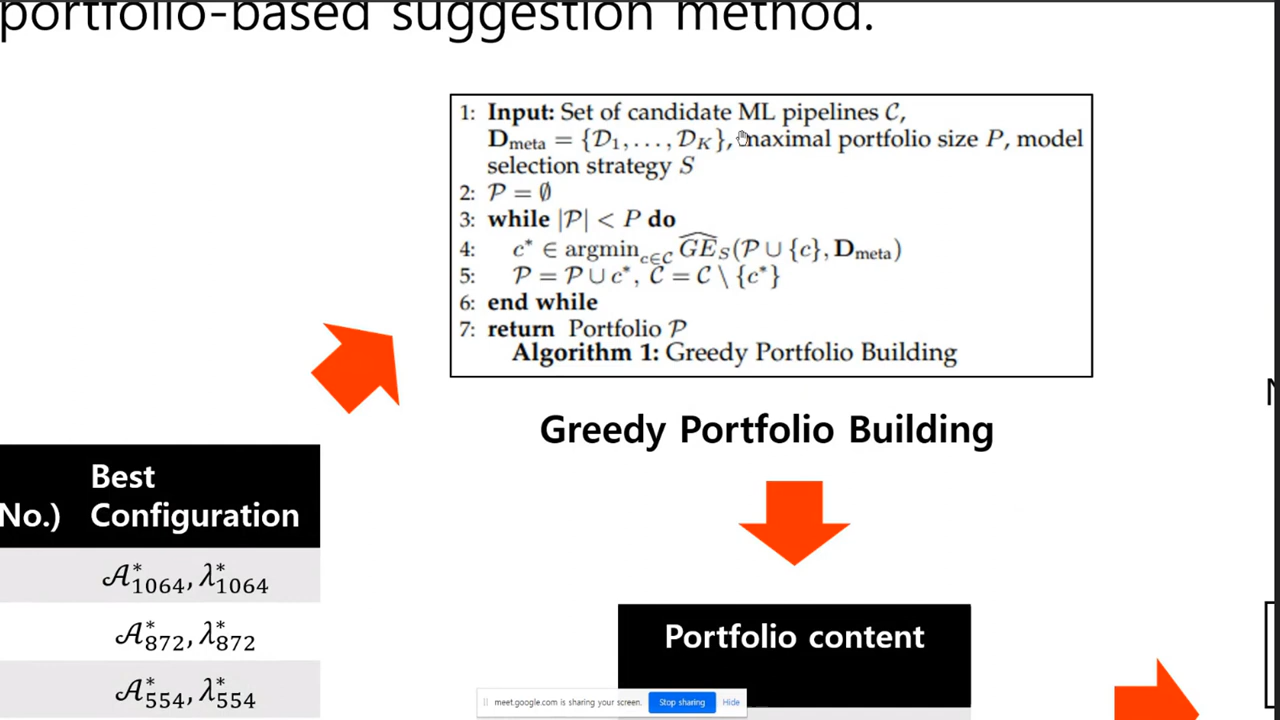 portfolio-based suggestion method.
1: Input: Set of candidate ML pipelines 𝒞,
D_meta = {𝒟_1, . . . , 𝒟_K}, maximal portfolio size P, model
selection strategy S
2: 𝒫 = ∅
3: while |𝒫| < P do
4: c* ∈ argmin_{c∈𝒞} \widehat{GE}_S(𝒫 ∪ {c}, D_meta)
5: 𝒫 = 𝒫 ∪ c*, 𝒞 = 𝒞 \ {c*}
6: end while
7: return Portfolio 𝒫
Algorithm 1: Greedy Portfolio Building
Greedy Portfolio Building
Best
No.) Configuration
𝒜*_1064, λ*_1064
𝒜*_872, λ*_872
𝒜*_554, λ*_554
Portfolio content
meet.google.com is sharing your screen. Stop sharing Hide